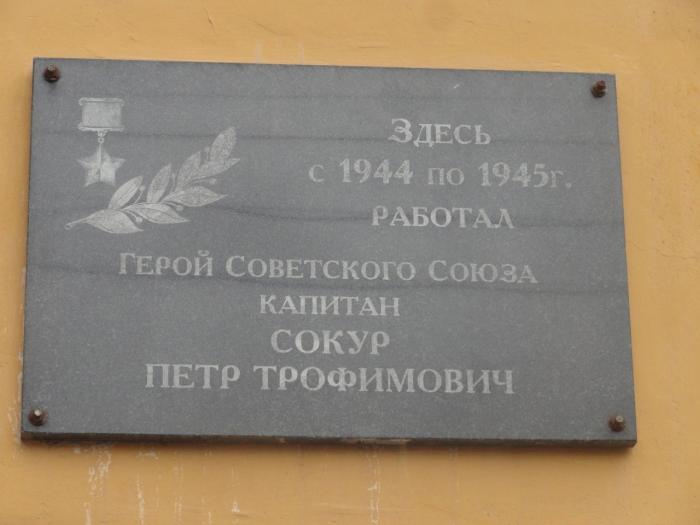 Здесь
с 1944 по 1945г.
работал
Герой Советского Союза
капитан
СОКУР
ПЕТР ТРОФИМОВИЧ